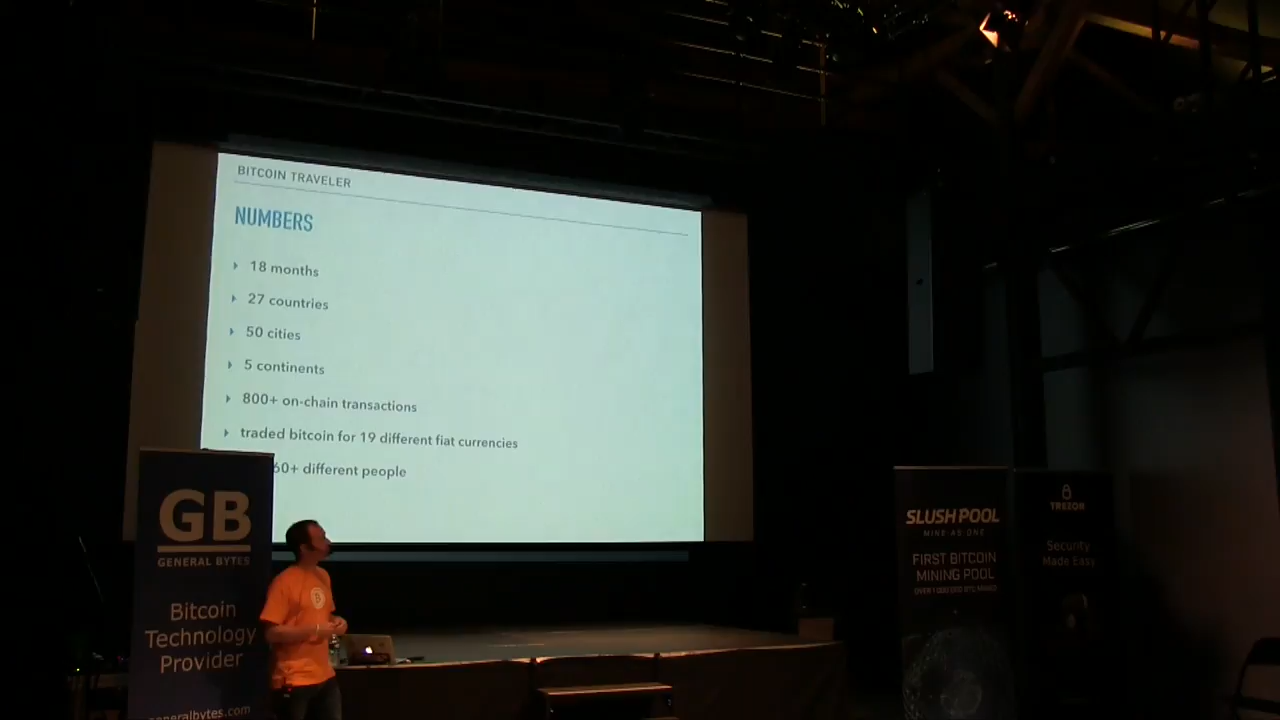 BITCOIN TRAVELER
NUMBERS
18 months
27 countries
50 cities
5 continents
800+ on-chain transactions
traded bitcoin for 19 different fiat currencies
60+ different people
GB
GENERAL BYTES
Bitcoin
Technology
Provider
generalbytes.com
SLUSH POOL
MINE AS ONE
FIRST BITCOIN
MINING POOL
OVER 1 000 000 BTC MINED
TREZOR
Security
Made Easy